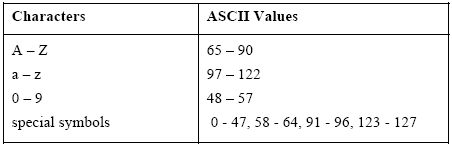 Characters ASCII Values
A – Z 65 – 90
a – z 97 – 122
0 – 9 48 – 57
special symbols 0 - 47, 58 - 64, 91 - 96, 123 - 127